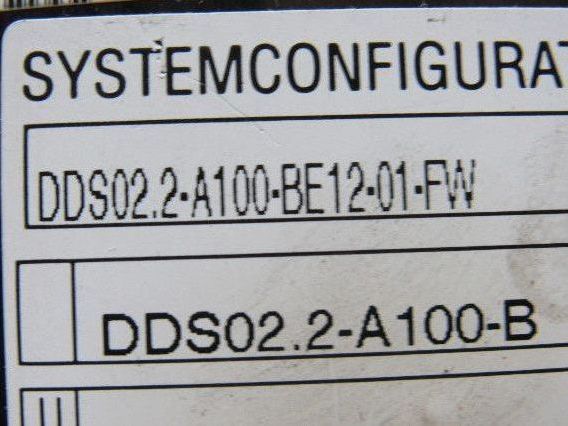 SYSTEMCONFIGURAT
DDS02.2-A100-BE12-01-FW
DDS02.2-A100-B